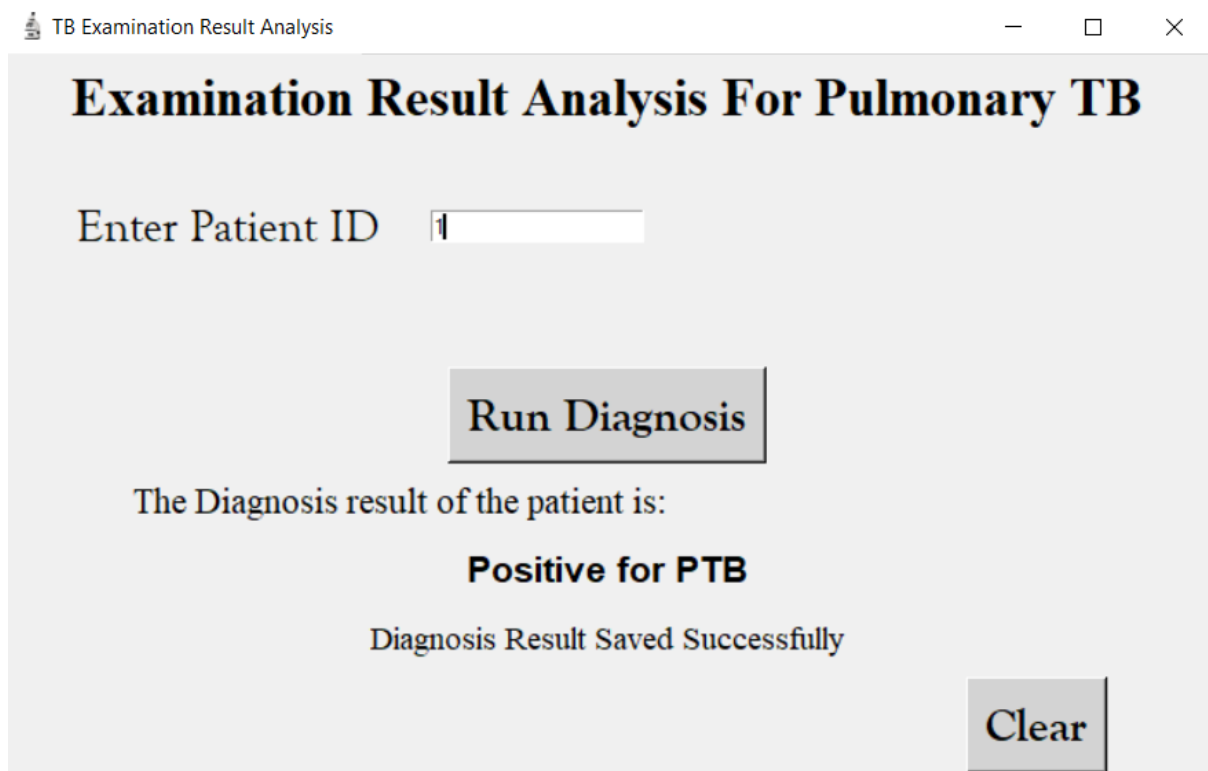 TB Examination Result Analysis
Examination Result Analysis For Pulmonary TB
Enter Patient ID 1
Run Diagnosis
The Diagnosis result of the patient is:
Positive for PTB
Diagnosis Result Saved Successfully
Clear